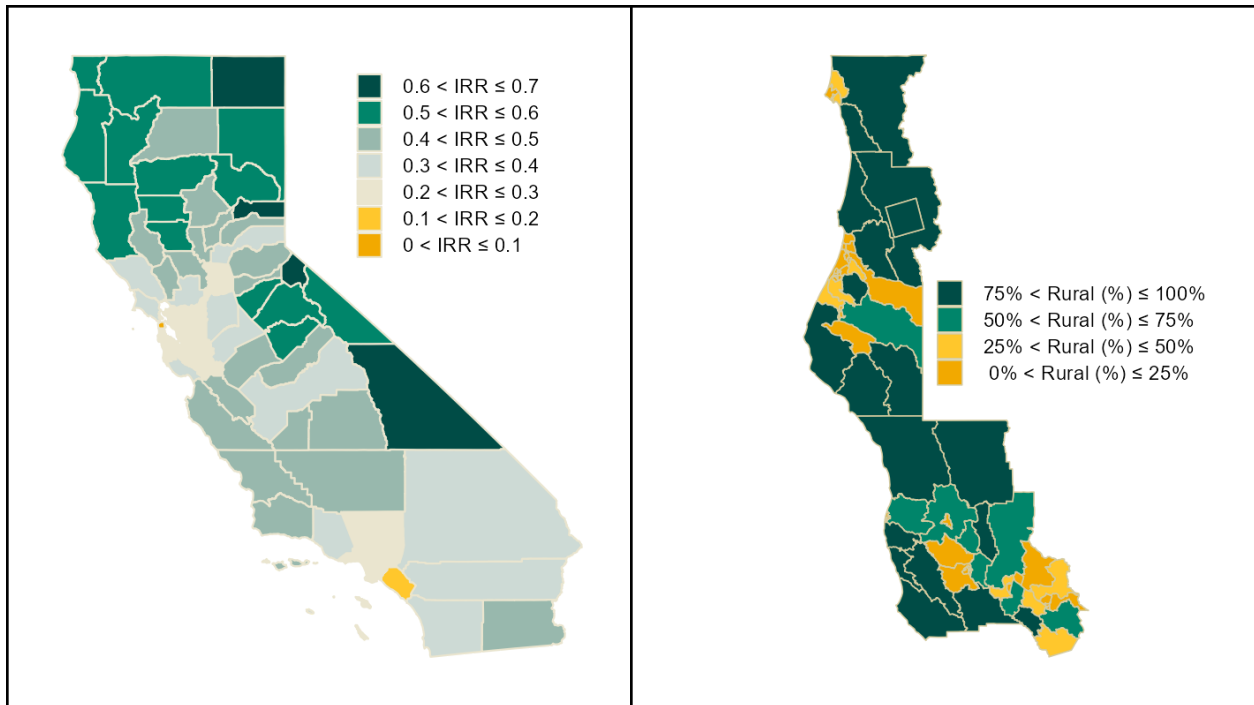 0.6 < IRR ≤ 0.7
0.5 < IRR ≤ 0.6
0.4 < IRR ≤ 0.5
0.3 < IRR ≤ 0.4
0.2 < IRR ≤ 0.3
0.1 < IRR ≤ 0.2
0 < IRR ≤ 0.1
75% < Rural (%) ≤ 100%
50% < Rural (%) ≤ 75%
25% < Rural (%) ≤ 50%
0% < Rural (%) ≤ 25%